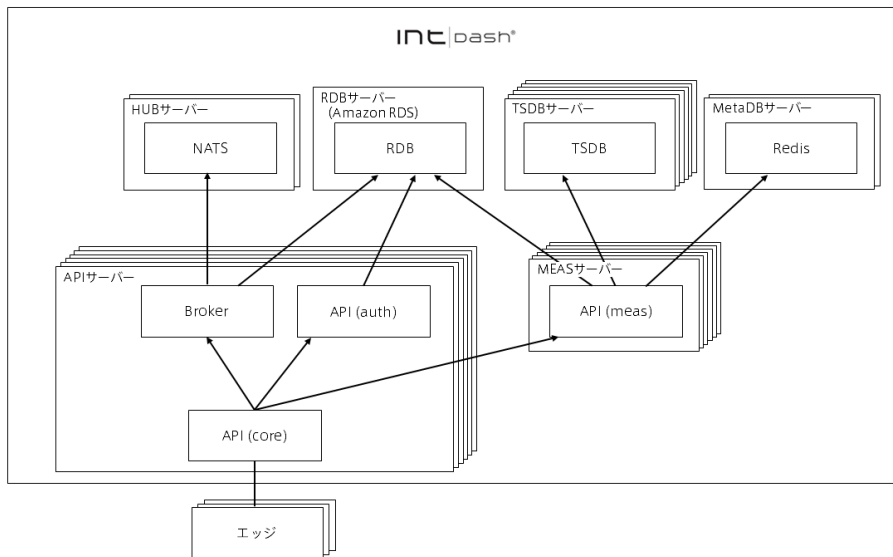 INT|DASH®
HUBサーバー
NATS
RDBサーバー
(Amazon RDS)
RDB
TSDBサーバー
TSDB
MetaDBサーバー
Redis
APIサーバー
Broker
API (auth)
MEASサーバー
API (meas)
API (core)
エッジ